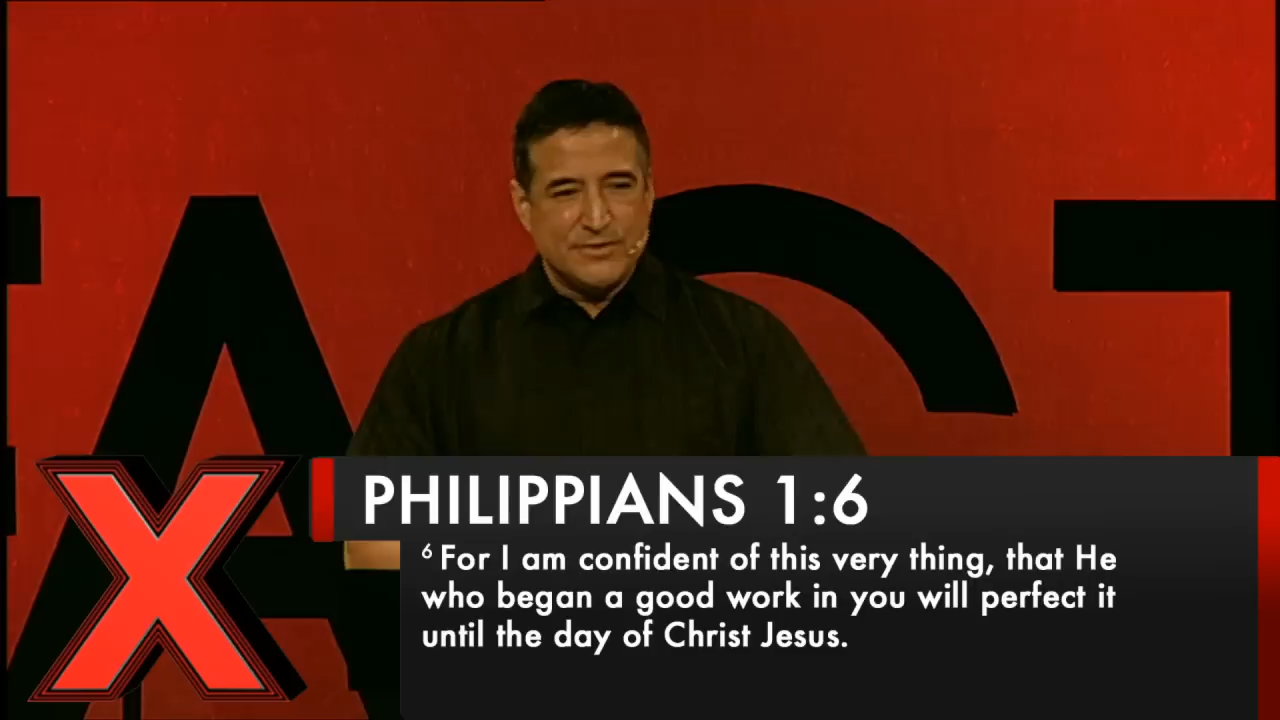 ACT
X
PHILIPPIANS 1:6
6 For I am confident of this very thing, that He
who began a good work in you will perfect it
until the day of Christ Jesus.